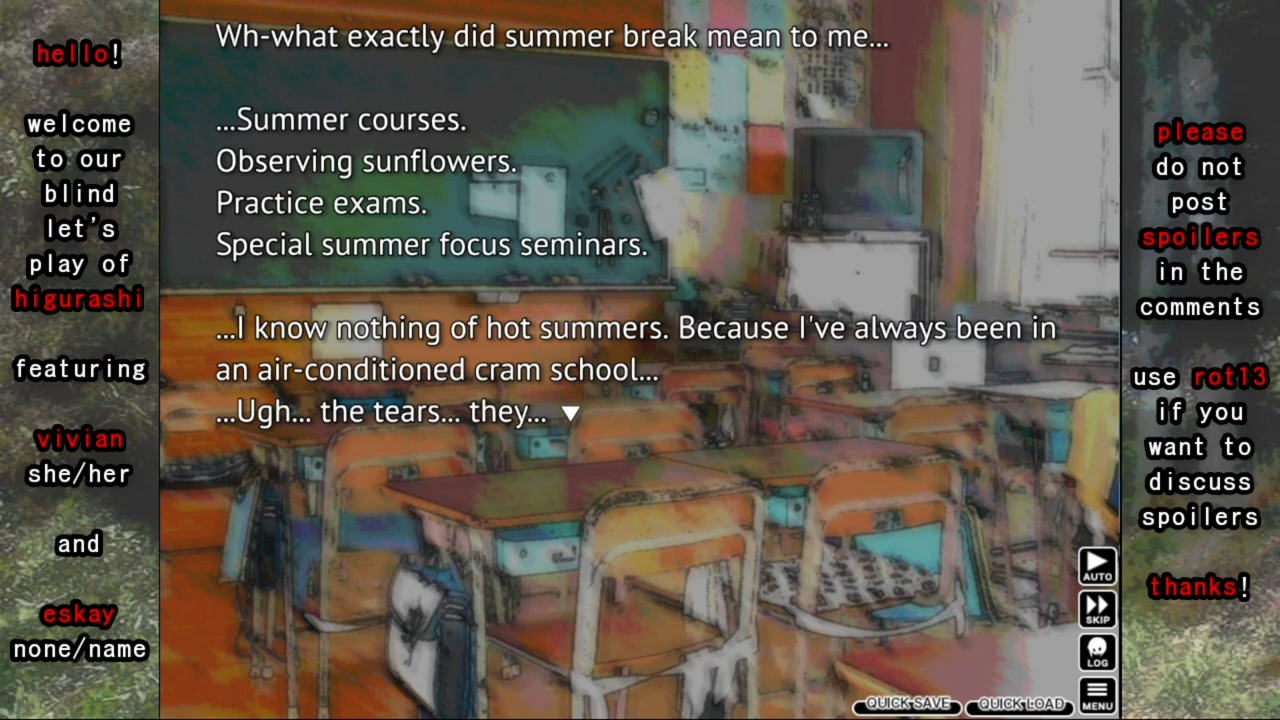 hello!
welcome
to our
blind
let's
play of
higurashi
featuring
vivian
she/her
and
eskay
none/name
Wh-what exactly did summer break mean to me...
...Summer courses.
Observing sunflowers.
Practice exams.
Special summer focus seminars.
...I know nothing of hot summers. Because I've always been in
an air-conditioned cram school...
...Ugh... the tears... they...
AUTO
SKIP
LOG
MENU
QUICK SAVE
QUICK LOAD
please
do not
post
spoilers
in the
comments
use rot13
if you
want to
discuss
spoilers
thanks!